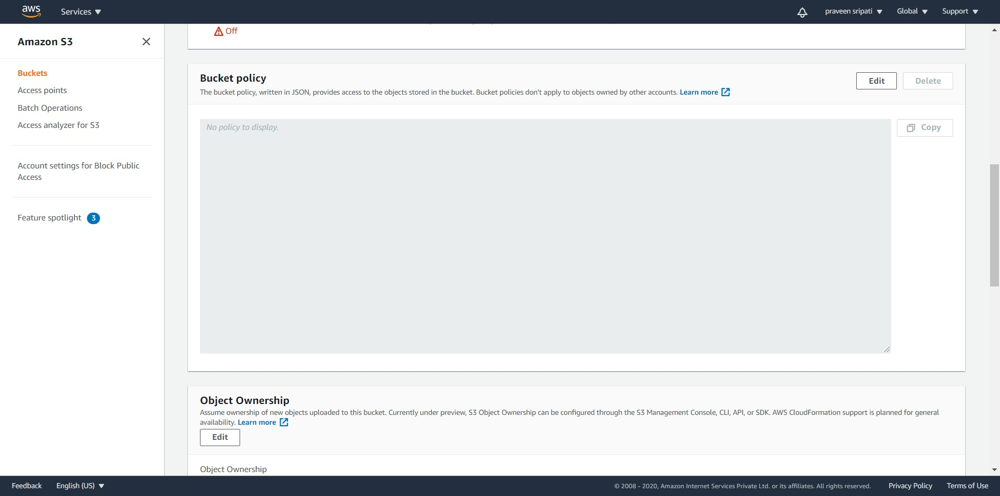 aws Services praveen sripati Global Support
Amazon S3
Buckets
Access points
Batch Operations
Access analyzer for S3
Account settings for Block Public
Access
Feature spotlight 3
Off
Bucket policy
Edit Delete
The bucket policy, written in JSON, provides access to the objects stored in the bucket. Bucket policies don't apply to objects owned by other accounts. Learn more
No policy to display.
Copy
Object Ownership
Assume ownership of new objects uploaded to this bucket. Currently under preview, S3 Object Ownership can be configured through the S3 Management Console, CLI, API, or SDK. AWS CloudFormation support is planned for general
availability. Learn more
Edit
Object Ownership
Feedback English (US) © 2008 - 2020, Amazon Internet Services Private Ltd. or its affiliates. All rights reserved. Privacy Policy Terms of Use